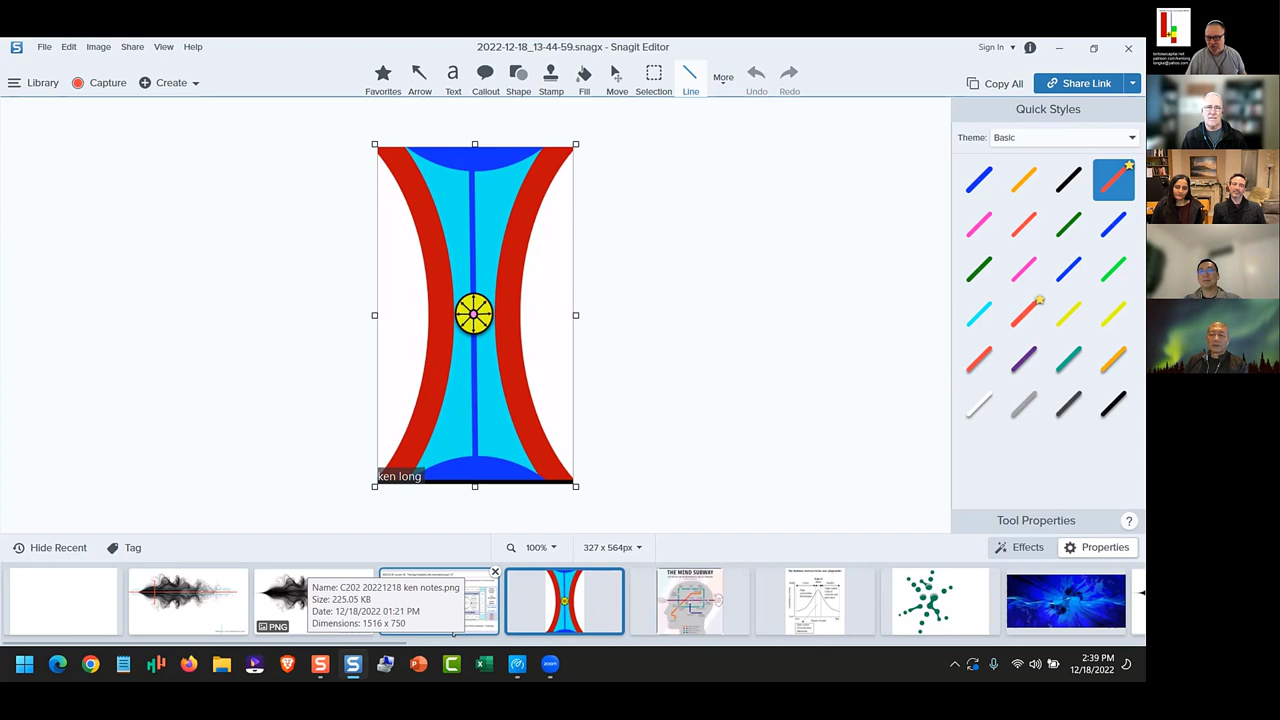 File Edit Image Share View Help
2022-12-18_13-44-59.snagx - Snagit Editor
Sign In
Library Capture Create
Favorites Arrow Text Callout Shape Stamp Fill Move Selection Line More Undo Redo
a
Copy All Share Link
Quick Styles
Theme: Basic
ken long
Tool Properties ?
Hide Recent Tag
100% 327 x 564px
Effects Properties
Name: C202 20221218 ken notes.png
Size: 225.05 KB
Date: 12/18/2022 01:21 PM
Dimensions: 1516 x 750
PNG
THE MIND SUBWAY
2:39 PM
12/18/2022